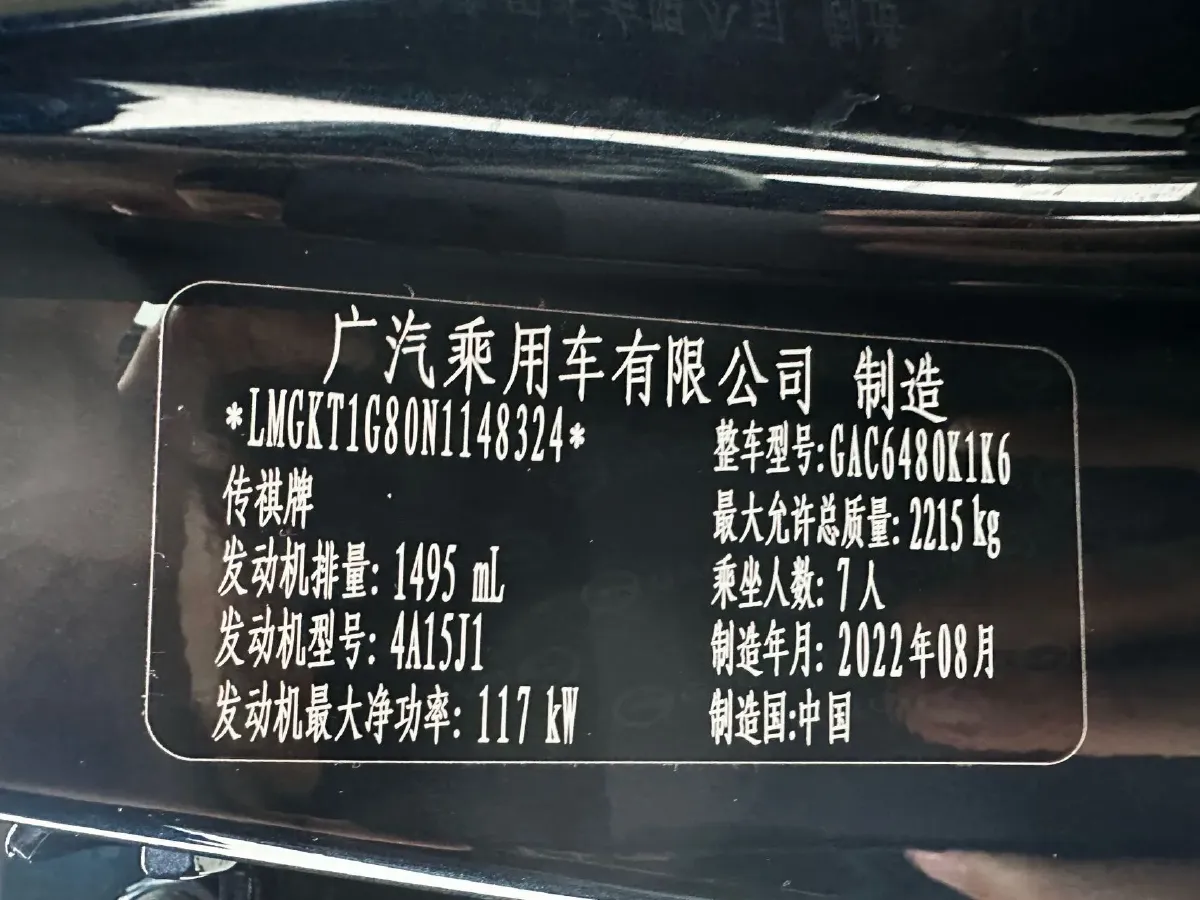 广汽乘用车有限公司 制造
*LMGKT1G80N1148324*
传祺牌
发动机排量: 1495 mL
发动机型号: 4A15J1
发动机最大净功率: 117 kW
整车型号:GAC6480K1K6
最大允许总质量: 2215 kg
乘坐人数: 7人
制造年月: 2022年08月
制造国:中国